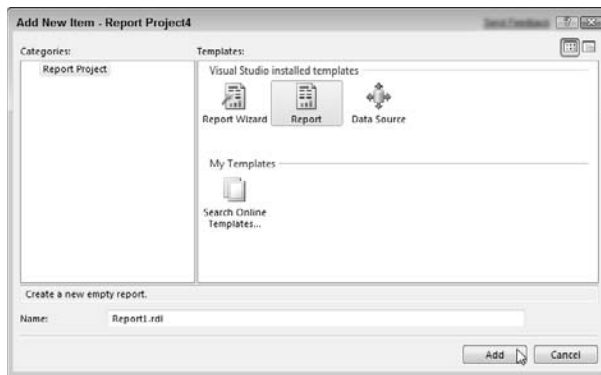 Add New Item - Report Project4
Categories:
Templates:
Report Project
Visual Studio installed templates
Report Wizard
Report
Data Source
My Templates
Search Online
Templates...
Create a new empty report.
Name:
Report1.rdl
Add
Cancel